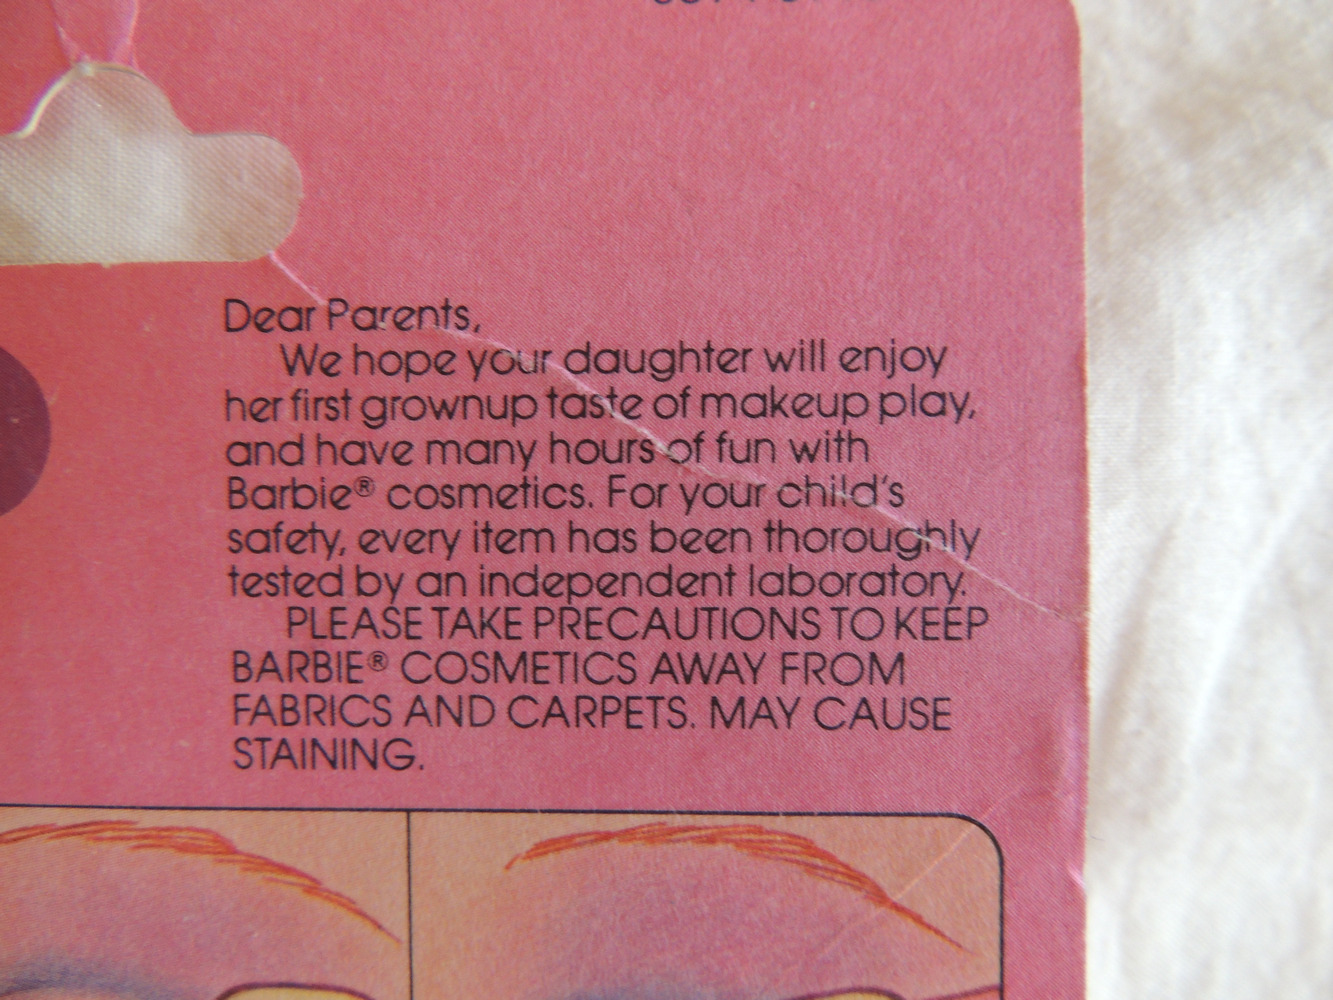 Dear Parents,
We hope your daughter will enjoy
her first grownup taste of makeup play,
and have many hours of fun with
Barbie® cosmetics. For your child's
safety, every item has been thoroughly
tested by an independent laboratory.
PLEASE TAKE PRECAUTIONS TO KEEP
BARBIE® COSMETICS AWAY FROM
FABRICS AND CARPETS. MAY CAUSE
STAINING.